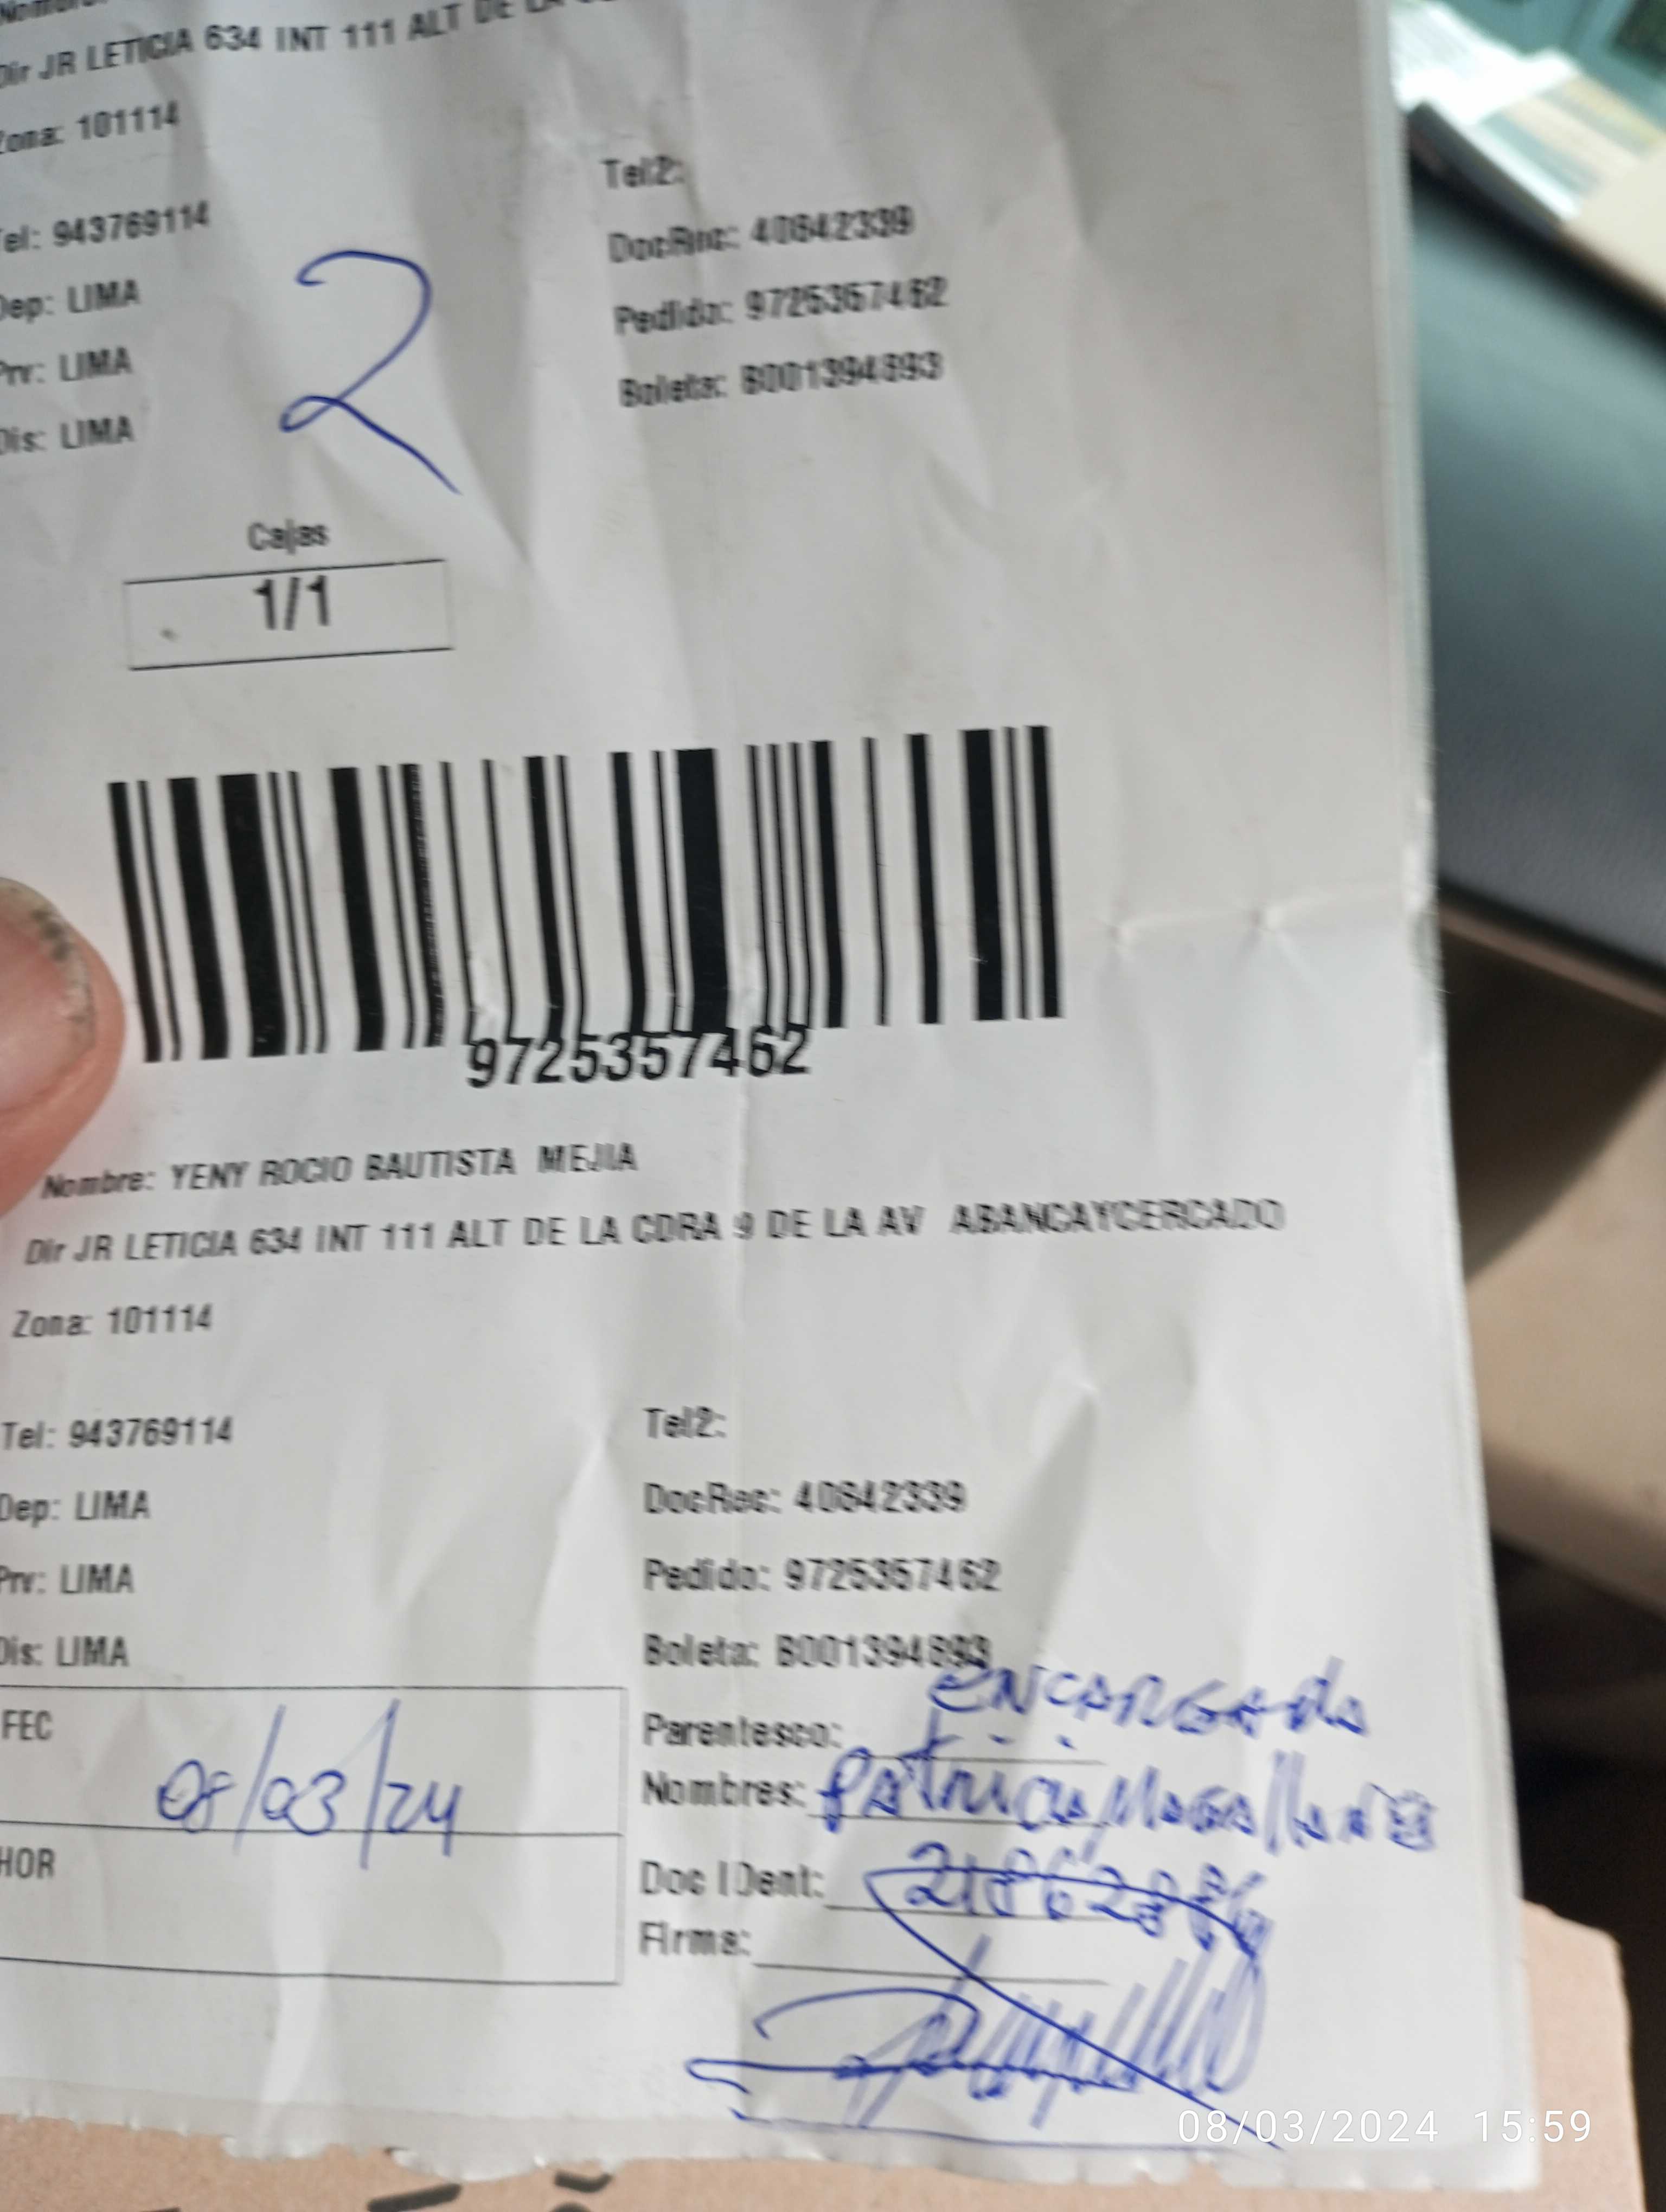 Dir JR LETICIA 634 INT 111 ALT DE LA
Zona: 101114
Tel: 943769114
Tel2:
DocRec: 40842339
Dep: LIMA
Pedido: 9725357462
Prv: LIMA
Boleta: B001394893
Dis: LIMA
2
Cajas
1/1
9725357462
Nombre: YENY ROCIO BAUTISTA MEJIA
Dir JR LETICIA 634 INT 111 ALT DE LA CDRA 9 DE LA AV ABANCAYCERCADO
Zona: 101114
Tel: 943769114
Tel2:
Dep: LIMA
DocRec: 40842339
Prv: LIMA
Pedido: 9725357462
Dis: LIMA
Boleta: B001394893
FEC
08/03/24
Parentesco: encargada
Nombres: Patricia Magallanes
HOR
Doc IDent:
Firma:
08/03/2024 15:59